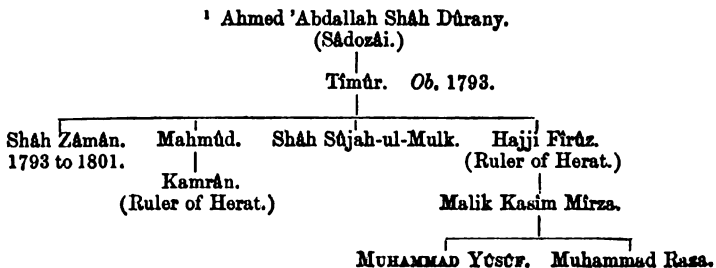 ¹ Ahmed 'Abdallah Shâh Dûrany.
(Sâdozâi.)
Tîmûr. Ob. 1793.
Shâh Zâmân. Mahmûd. Shâh Sûjah-ul-Mulk. Hajji Fîrûz.
1793 to 1801. (Ruler of Herat.)
Kamrân. Malik Kasim Mîrza.
(Ruler of Herat.)
MUHAMMAD YÛSÛF. Muhammad Raza.